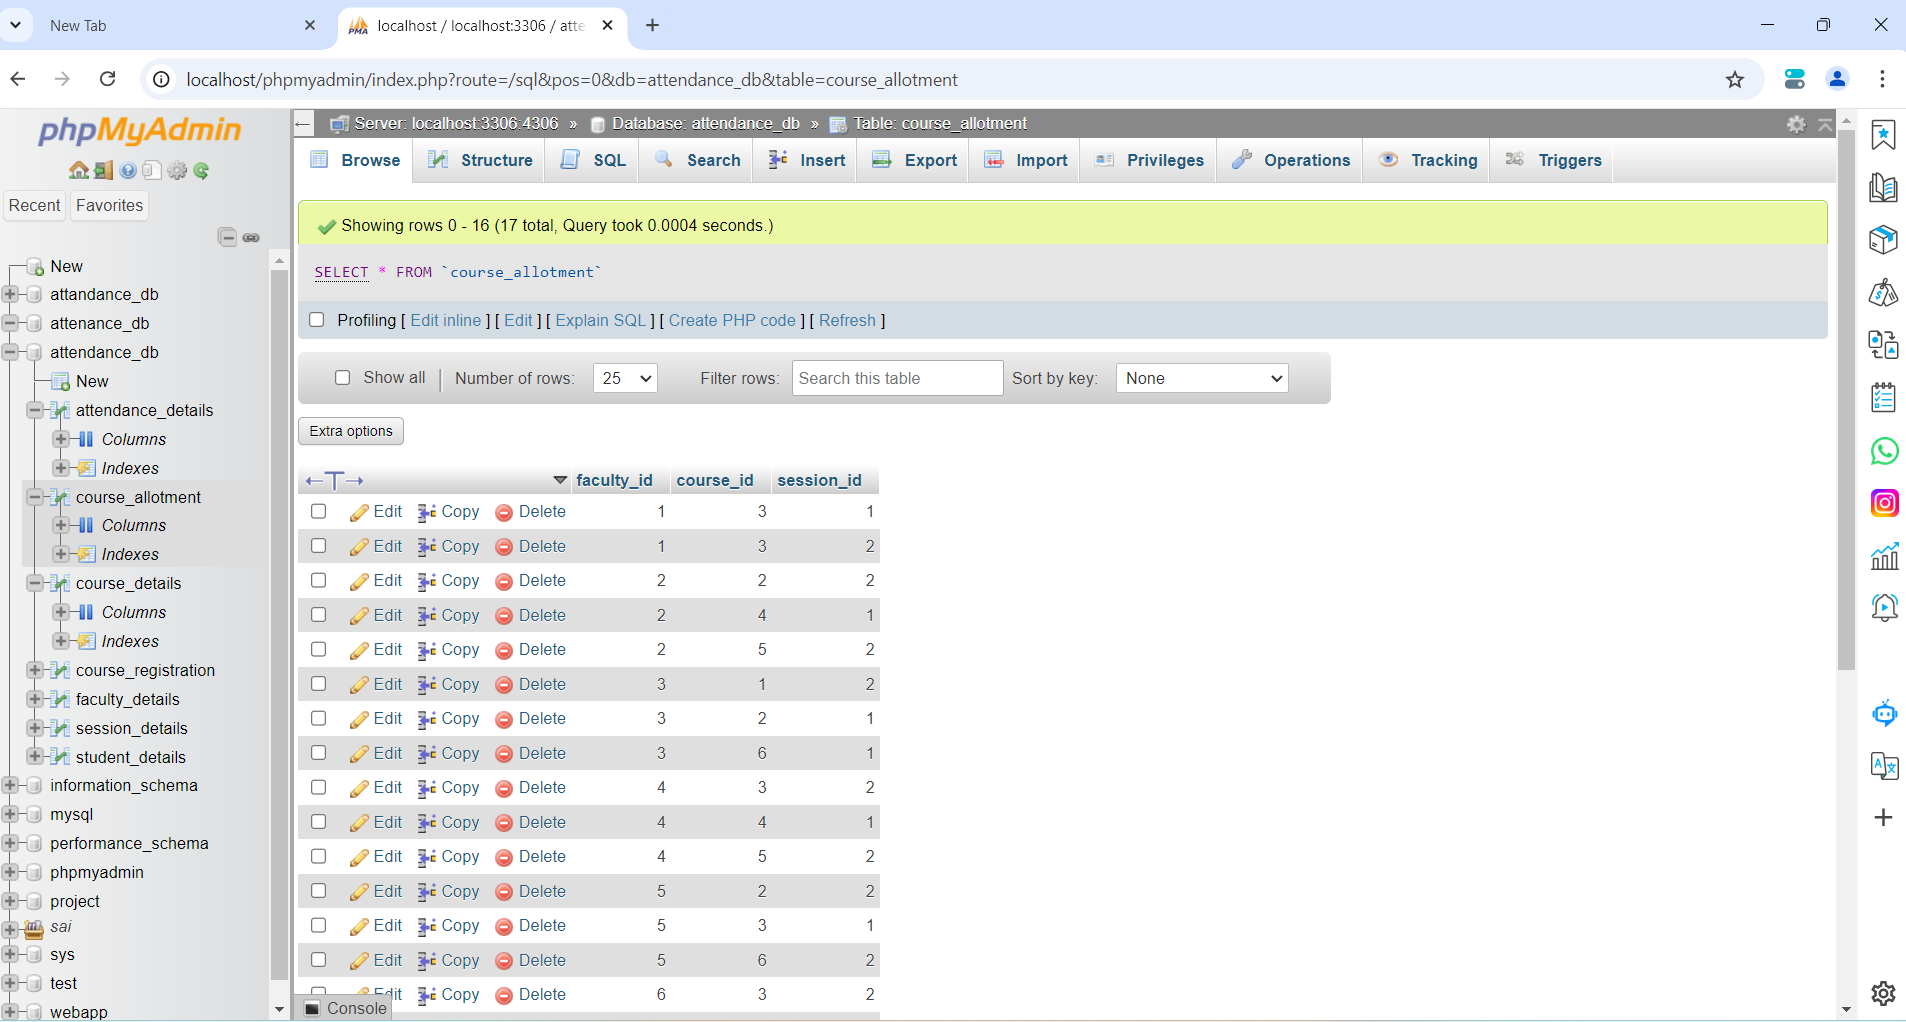 New Tab
localhost / localhost:3306 / atte
localhost/phpmyadmin/index.php?route=/sql&pos=0&db=attendance_db&table=course_allotment
phpMyAdmin
Recent Favorites
New
attandance_db
attenance_db
attendance_db
New
attendance_details
Columns
Indexes
course_allotment
Columns
Indexes
course_details
Columns
Indexes
course_registration
faculty_details
session_details
student_details
information_schema
mysql
performance_schema
phpmyadmin
project
sai
sys
test
webapp
Server: localhost:3306:4306 » Database: attendance_db » Table: course_allotment
Browse Structure SQL Search Insert Export Import Privileges Operations Tracking Triggers
Showing rows 0 - 16 (17 total, Query took 0.0004 seconds.)
SELECT * FROM `course_allotment`
Profiling [ Edit inline ] [ Edit ] [ Explain SQL ] [ Create PHP code ] [ Refresh ]
Show all Number of rows: 25 Filter rows: Search this table Sort by key: None
Extra options
faculty_id course_id session_id
Edit Copy Delete 1 3 1
Edit Copy Delete 1 3 2
Edit Copy Delete 2 2 2
Edit Copy Delete 2 4 1
Edit Copy Delete 2 5 2
Edit Copy Delete 3 1 2
Edit Copy Delete 3 2 1
Edit Copy Delete 3 6 1
Edit Copy Delete 4 3 2
Edit Copy Delete 4 4 1
Edit Copy Delete 4 5 2
Edit Copy Delete 5 2 2
Edit Copy Delete 5 3 1
Edit Copy Delete 5 6 2
Edit Copy Delete 6 3 2
Console